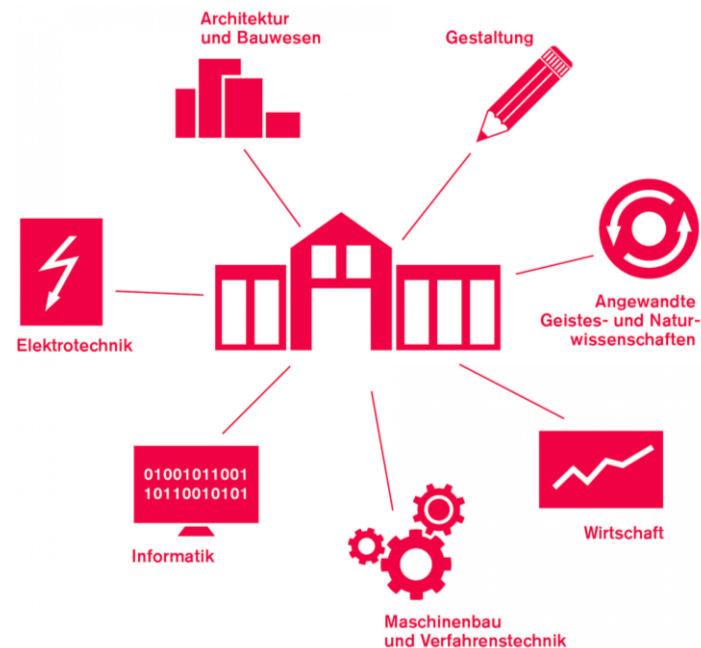 Architektur
und Bauwesen
Gestaltung
Angewandte
Geistes- und Natur-
wissenschaften
Elektrotechnik
01001011001
10110010101
Informatik
Wirtschaft
Maschinenbau
und Verfahrenstechnik